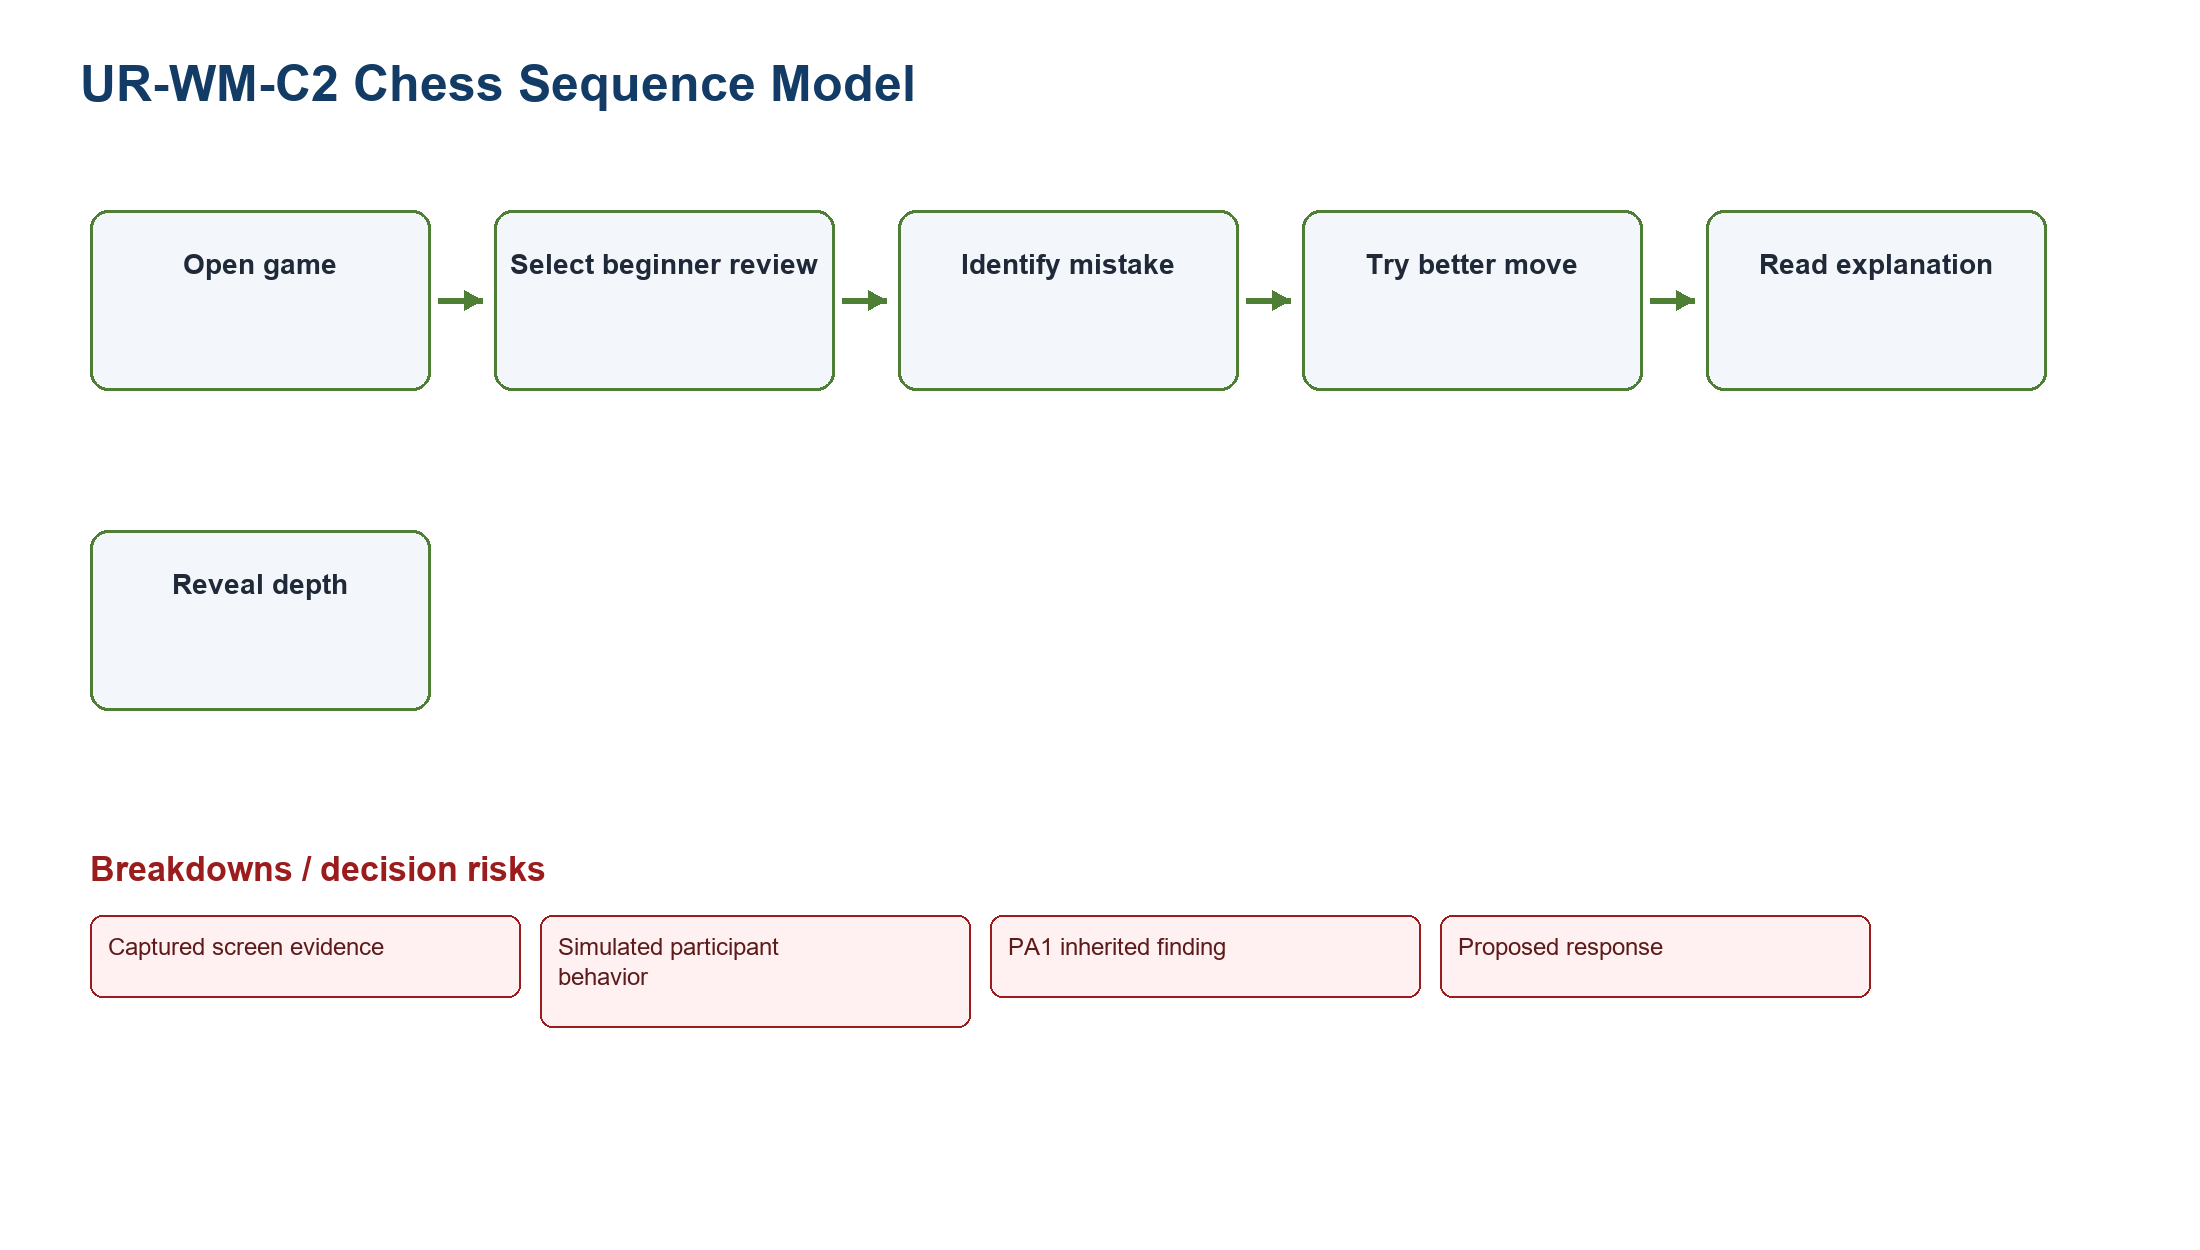 UR-WM-C2 Chess Sequence Model
Open game
Select beginner review
Identify mistake
Try better move
Read explanation
Reveal depth
Breakdowns / decision risks
Captured screen evidence
Simulated participant
behavior
PA1 inherited finding
Proposed response